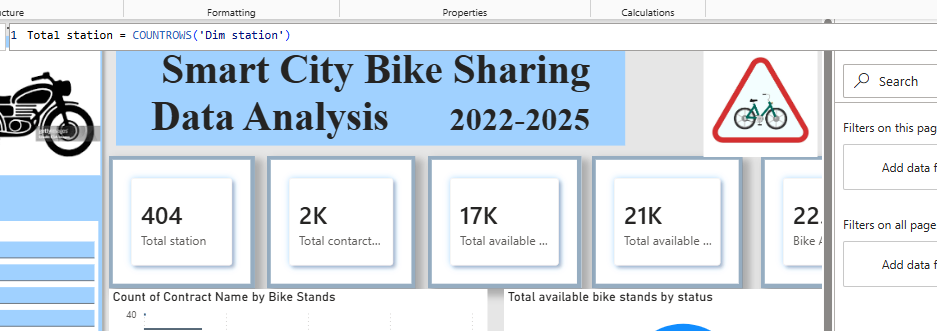 cture
Formatting
Properties
Calculations
1 Total station = COUNTROWS('Dim station')
Smart City Bike Sharing
Data Analysis 2022-2025
Search
Filters on this pag
Add data f
Filters on all page
Add data f
404
Total station
2K
Total contarct...
17K
Total available ...
21K
Total available ...
22.
Bike A
Count of Contract Name by Bike Stands
40
Total available bike stands by status